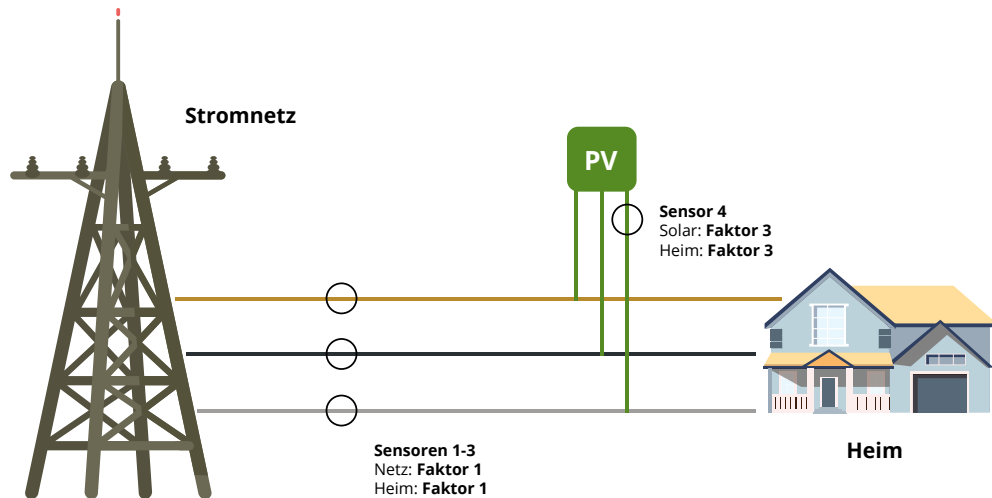 Stromnetz
PV
Sensor 4
Solar: Faktor 3
Heim: Faktor 3
Sensoren 1-3
Netz: Faktor 1
Heim: Faktor 1
Heim